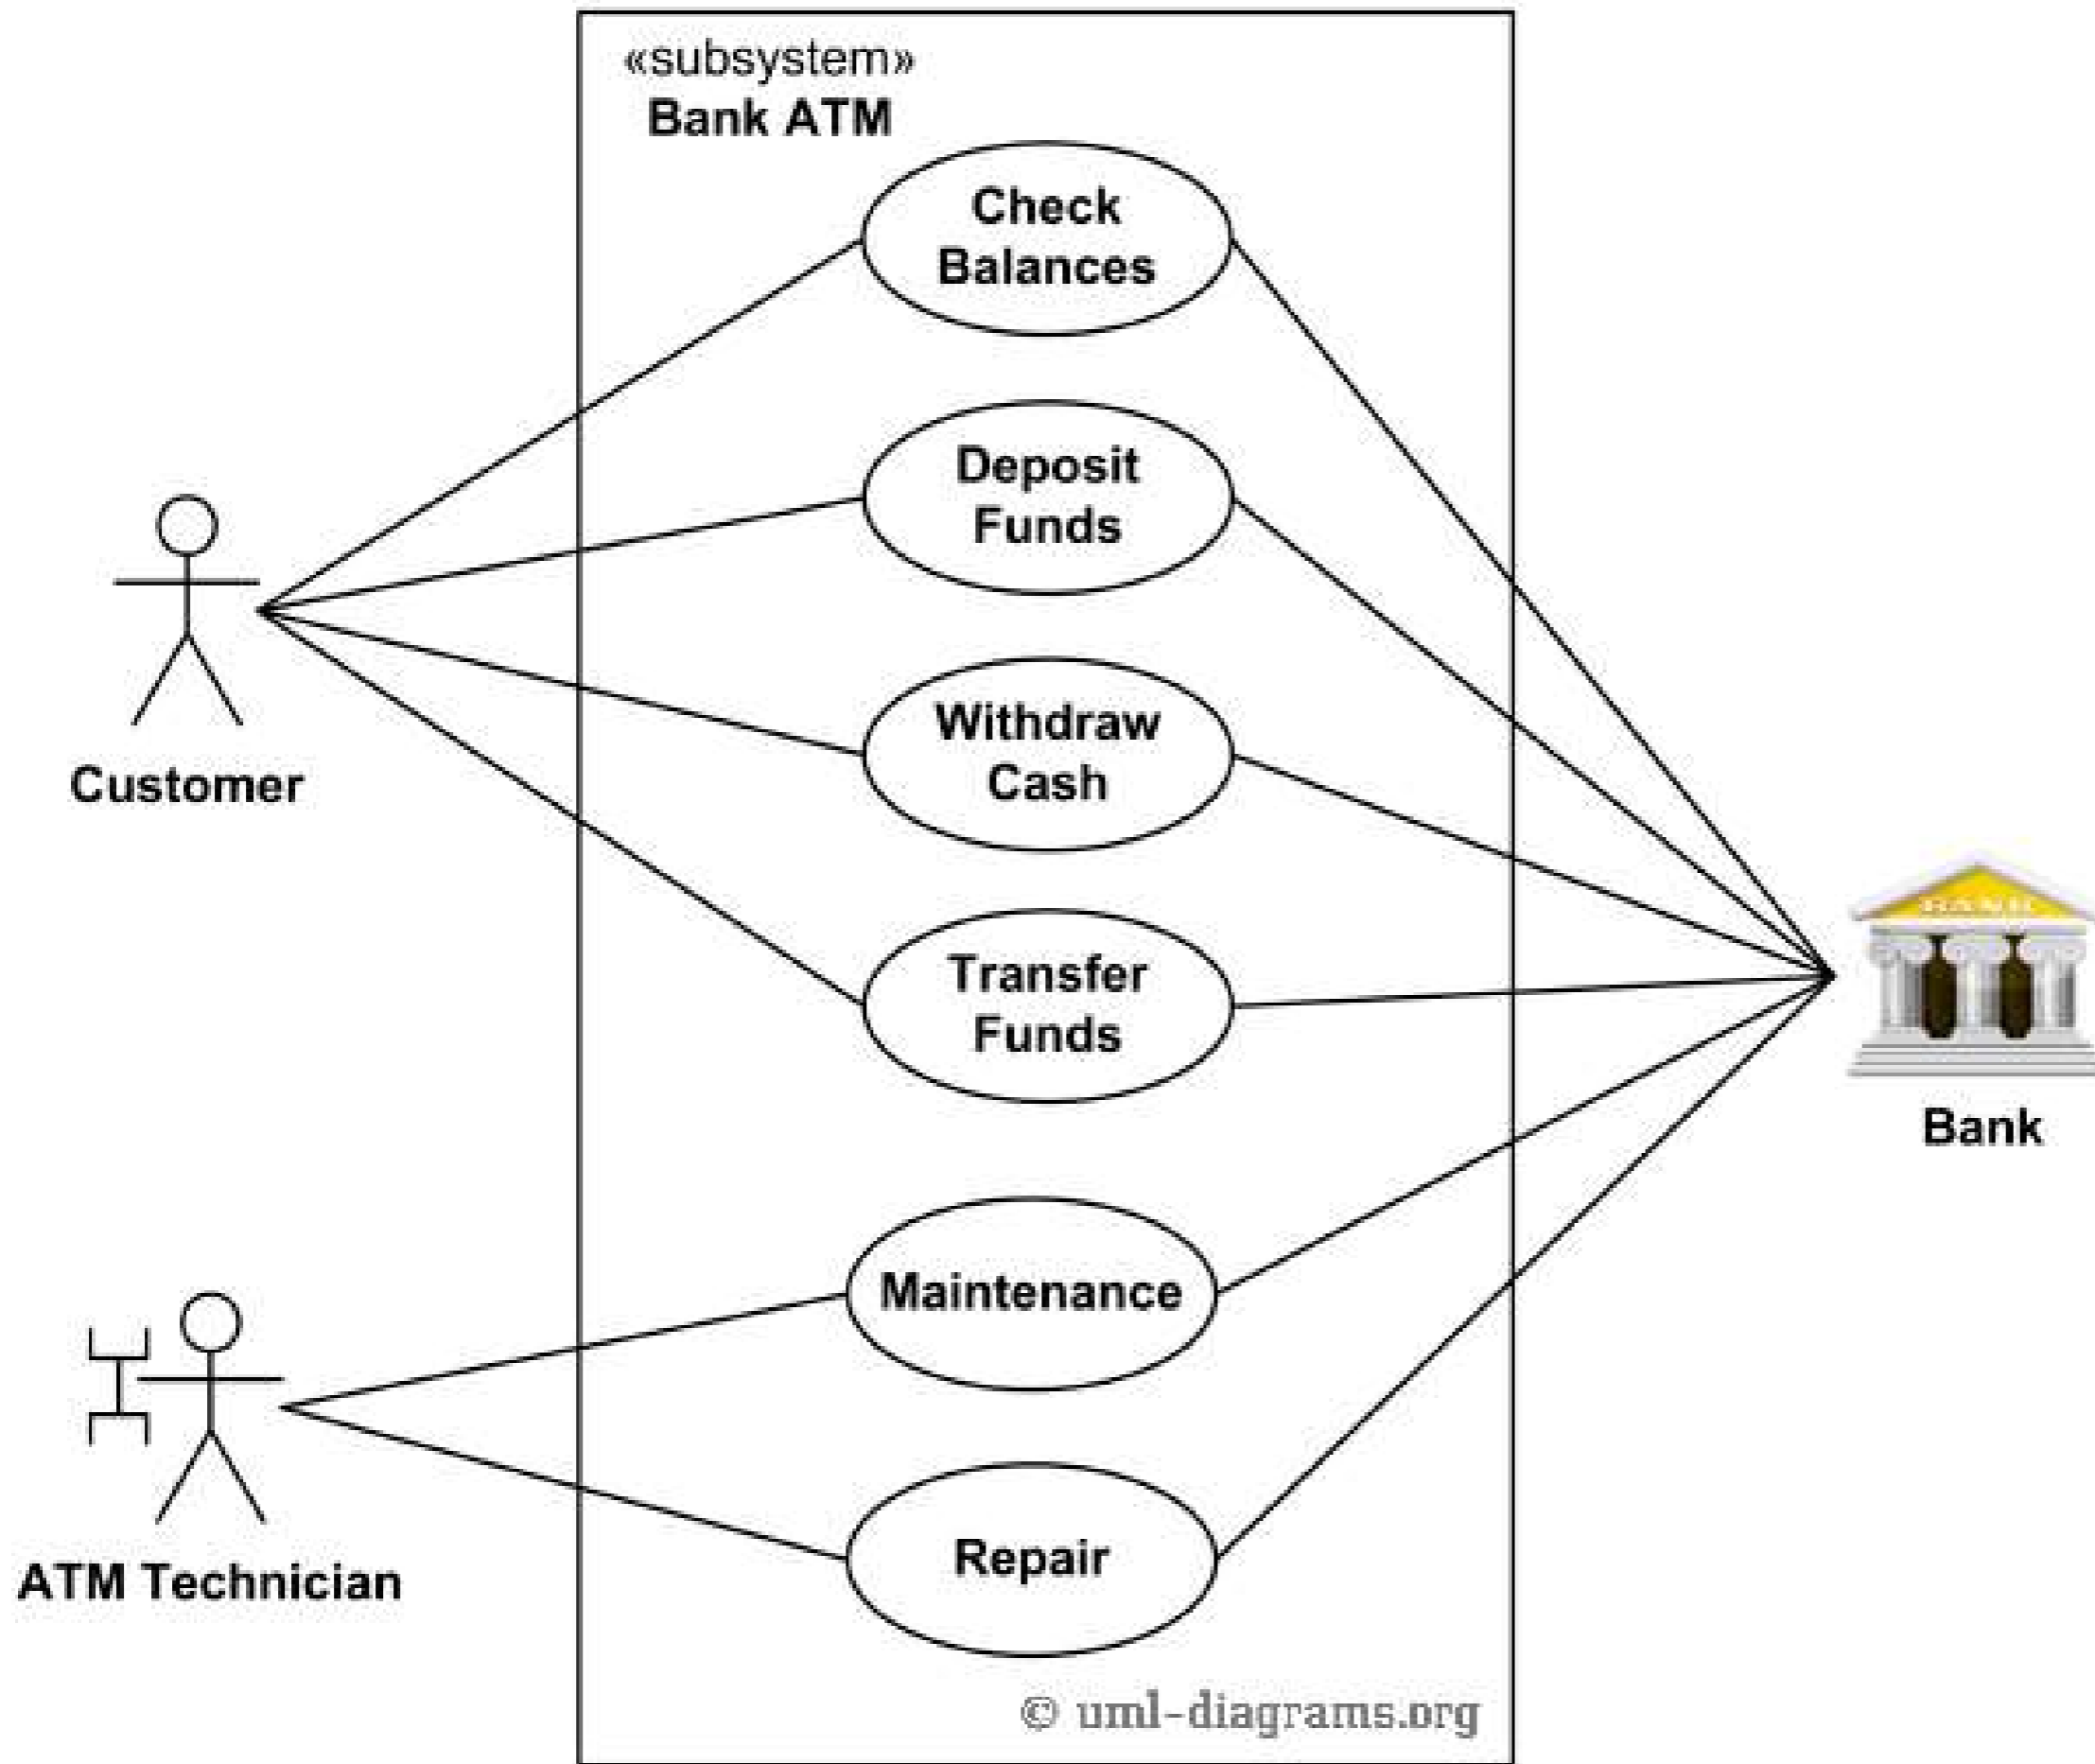 «subsystem»
Bank ATM
Check
Balances
Deposit
Funds
Withdraw
Cash
Customer
Transfer
Funds
BANK
Bank
Maintenance
Repair
ATM Technician
© uml-diagrams.org